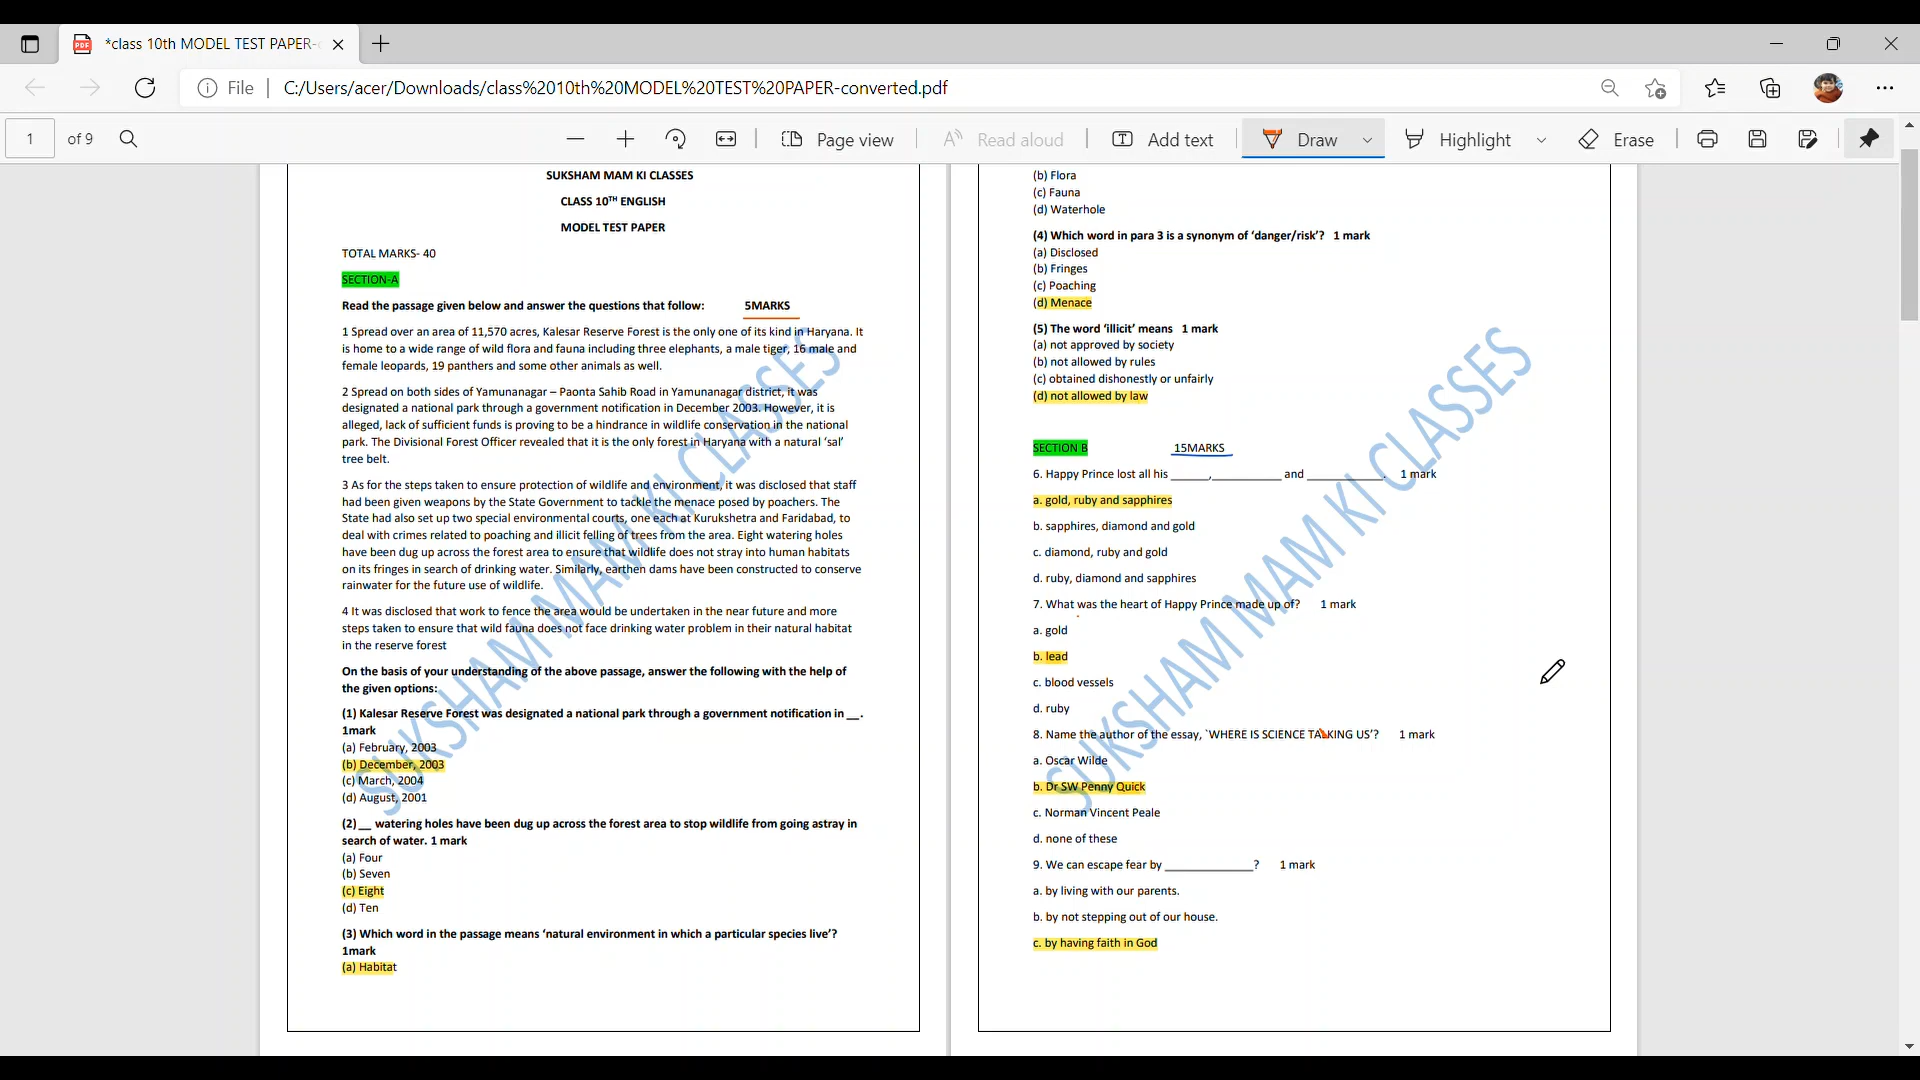 *class 10th MODEL TEST PAPER-c
File
C:/Users/acer/Downloads/class%2010th%20MODEL%20TEST%20PAPER-converted.pdf
1 of 9
Page view
Read aloud
Add text
Draw
Highlight
Erase
SUKSHAM MAM KI CLASSES
CLASS 10TH ENGLISH
MODEL TEST PAPER
TOTAL MARKS- 40
SECTION-A
Read the passage given below and answer the questions that follow: 5MARKS
1 Spread over an area of 11,570 acres, Kalesar Reserve Forest is the only one of its kind in Haryana. It
is home to a wide range of wild flora and fauna including three elephants, a male tiger, 16 male and
female leopards, 19 panthers and some other animals as well.
2 Spread on both sides of Yamunanagar – Paonta Sahib Road in Yamunanagar district, it was
designated a national park through a government notification in December 2003. However, it is
alleged, lack of sufficient funds is proving to be a hindrance in wildlife conservation in the national
park. The Divisional Forest Officer revealed that it is the only forest in Haryana with a natural ‘sal’
tree belt.
3 As for the steps taken to ensure protection of wildlife and environment, it was disclosed that staff
had been given weapons by the State Government to tackle the menace posed by poachers. The
State had also set up two special environmental courts, one each at Kurukshetra and Faridabad, to
deal with crimes related to poaching and illicit felling of trees from the area. Eight watering holes
have been dug up across the forest area to ensure that wildlife does not stray into human habitats
on its fringes in search of drinking water. Similarly, earthen dams have been constructed to conserve
rainwater for the future use of wildlife.
4 It was disclosed that work to fence the area would be undertaken in the near future and more
steps taken to ensure that wild fauna does not face drinking water problem in their natural habitat
in the reserve forest
On the basis of your understanding of the above passage, answer the following with the help of
the given options:
(1) Kalesar Reserve Forest was designated a national park through a government notification in __.
1mark
(a) February, 2003
(b) December, 2003
(c) March, 2004
(d) August, 2001
(2)__ watering holes have been dug up across the forest area to stop wildlife from going astray in
search of water. 1 mark
(a) Four
(b) Seven
(c) Eight
(d) Ten
(3) Which word in the passage means ‘natural environment in which a particular species live’?
1mark
(a) Habitat
SUKSHAM MAM KI CLASSES
(b) Flora
(c) Fauna
(d) Waterhole
(4) Which word in para 3 is a synonym of ‘danger/risk’? 1 mark
(a) Disclosed
(b) Fringes
(c) Poaching
(d) Menace
(5) The word ‘illicit’ means 1 mark
(a) not approved by society
(b) not allowed by rules
(c) obtained dishonestly or unfairly
(d) not allowed by law
SECTION B 15MARKS
6. Happy Prince lost all his ______,___________ and ____________. 1 mark
a. gold, ruby and sapphires
b. sapphires, diamond and gold
c. diamond, ruby and gold
d. ruby, diamond and sapphires
7. What was the heart of Happy Prince made up of? 1 mark
a. gold
b. lead
c. blood vessels
d. ruby
8. Name the author of the essay, `WHERE IS SCIENCE TALKING US’? 1 mark
a. Oscar Wilde
b. Dr SW Penny Quick
c. Norman Vincent Peale
d. none of these
9. We can escape fear by ______________? 1 mark
a. by living with our parents.
b. by not stepping out of our house.
c. by having faith in God
SUKSHAM MAM KI CLASSES